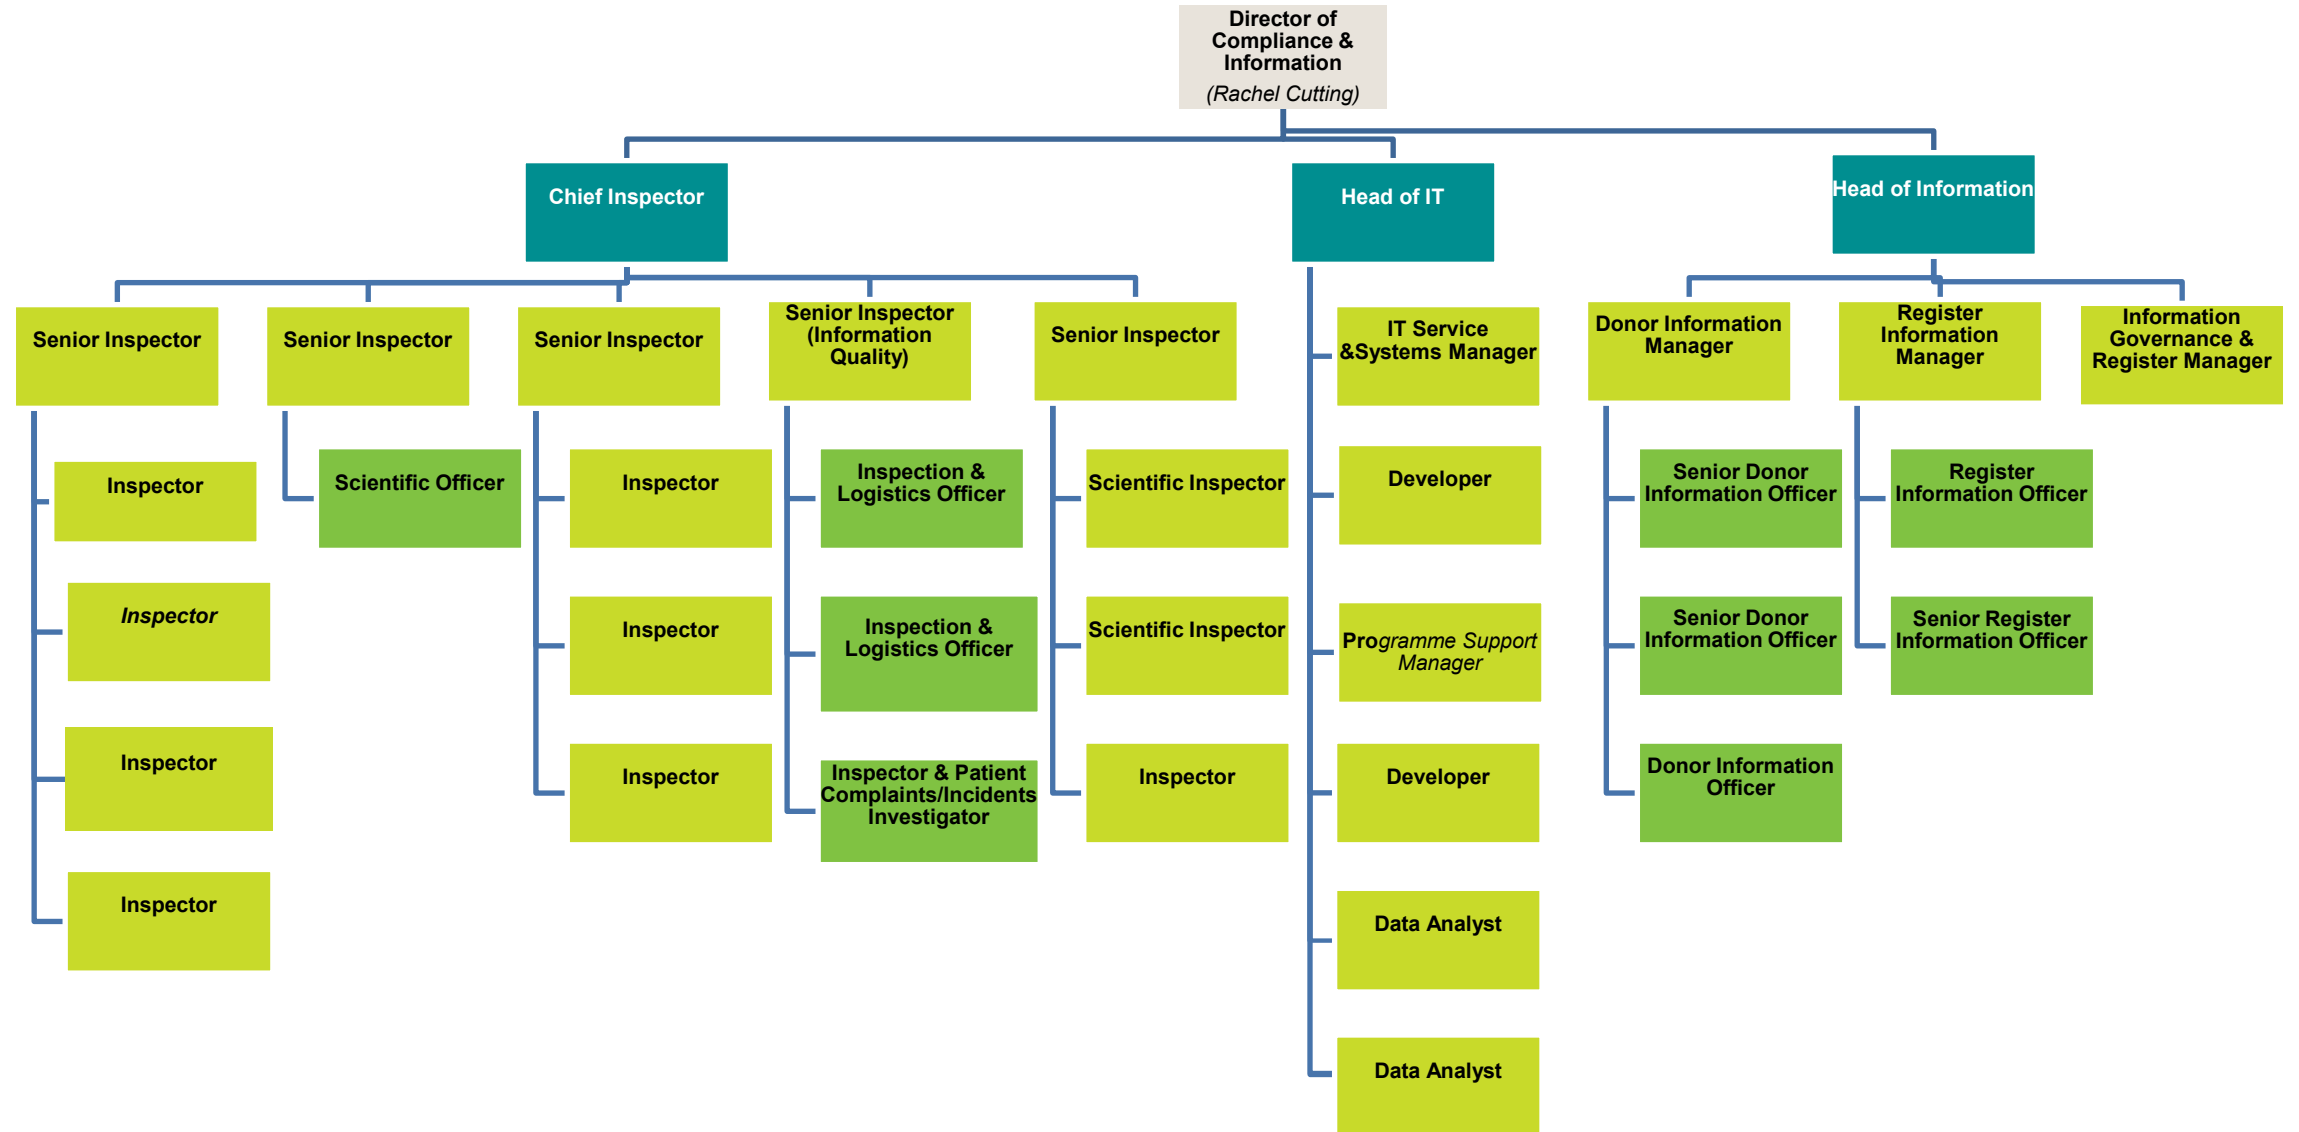 Director of
Compliance &
Information
(Rachel Cutting)
Chief Inspector
Head of IT
Head of Information
Senior Inspector
Senior Inspector
Senior Inspector
Senior Inspector
(Information
Quality)
Senior Inspector
IT Service
&Systems Manager
Donor Information
Manager
Register
Information
Manager
Information
Governance &
Register Manager
Inspector
Scientific Officer
Inspector
Inspection &
Logistics Officer
Scientific Inspector
Developer
Senior Donor
Information Officer
Register
Information Officer
Inspector
Inspector
Inspection &
Logistics Officer
Scientific Inspector
Programme Support
Manager
Senior Donor
Information Officer
Senior Register
Information Officer
Inspector
Inspector
Inspector & Patient
Complaints/Incidents
Investigator
Inspector
Developer
Donor Information
Officer
Inspector
Data Analyst
Data Analyst